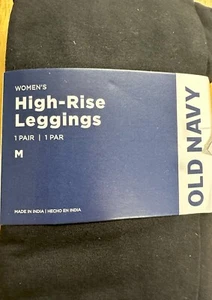 WOMEN'S
High-Rise
Leggings
1 PAIR | 1 PAR
M
MADE IN INDIA | HECHO EN INDIA
OLD NAVY